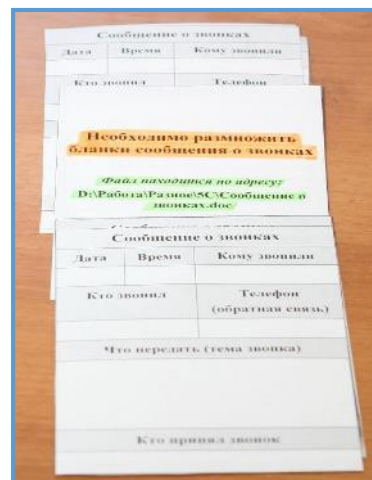 Сообщение о звонках
Дата Время Кому звонили
Кто звонил Телефон
Необходимо размножить
бланки сообщения о звонках
Файл находится по адресу:
D:\Работа\Разное\5С\Сообщение о
звонках.doc
Сообщение о звонках
Дата Время Кому звонили
Кто звонил Телефон
(обратная связь)
Что передать (тема звонка)
Кто принял звонок